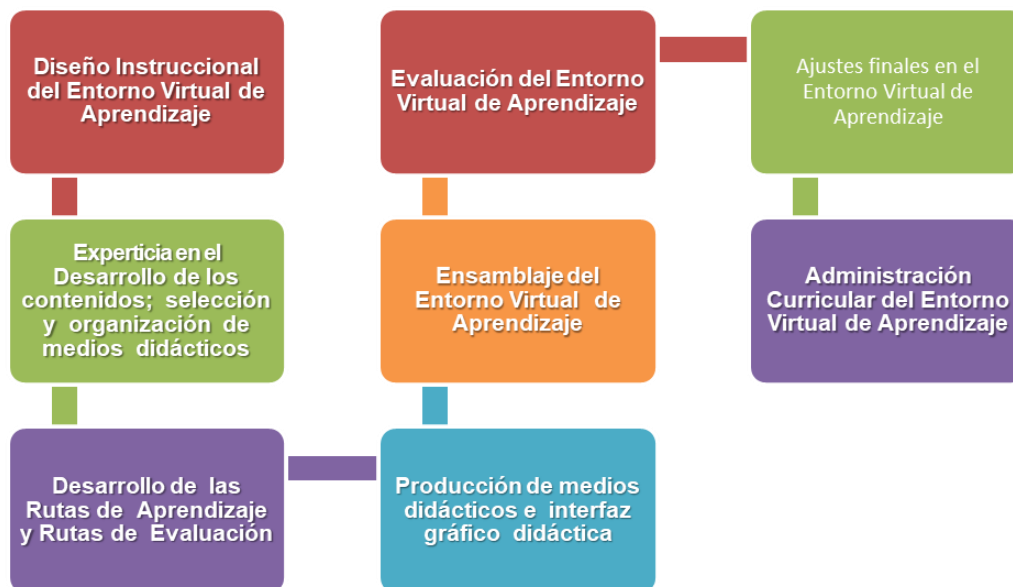 Diseño Instruccional
del Entorno Virtual de
Aprendizaje
Experticia en el
Desarrollo de los
contenidos; selección
y organización de
medios didácticos
Desarrollo de las
Rutas de Aprendizaje
y Rutas de Evaluación
Producción de medios
didácticos e interfaz
gráfico didáctica
Ensamblaje del
Entorno Virtual de
Aprendizaje
Evaluación del Entorno
Virtual de Aprendizaje
Ajustes finales en el
Entorno Virtual de
Aprendizaje
Administración
Curricular del Entorno
Virtual de Aprendizaje